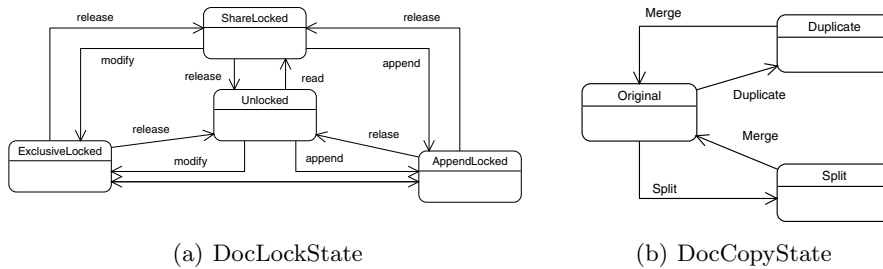 release
ShareLocked
release
modify
release
read
append
Unlocked
release
relase
ExclusiveLocked
modify
append
AppendLocked
(a) DocLockState
Merge
Duplicate
Original
Duplicate
Merge
Split
Split
(b) DocCopyState